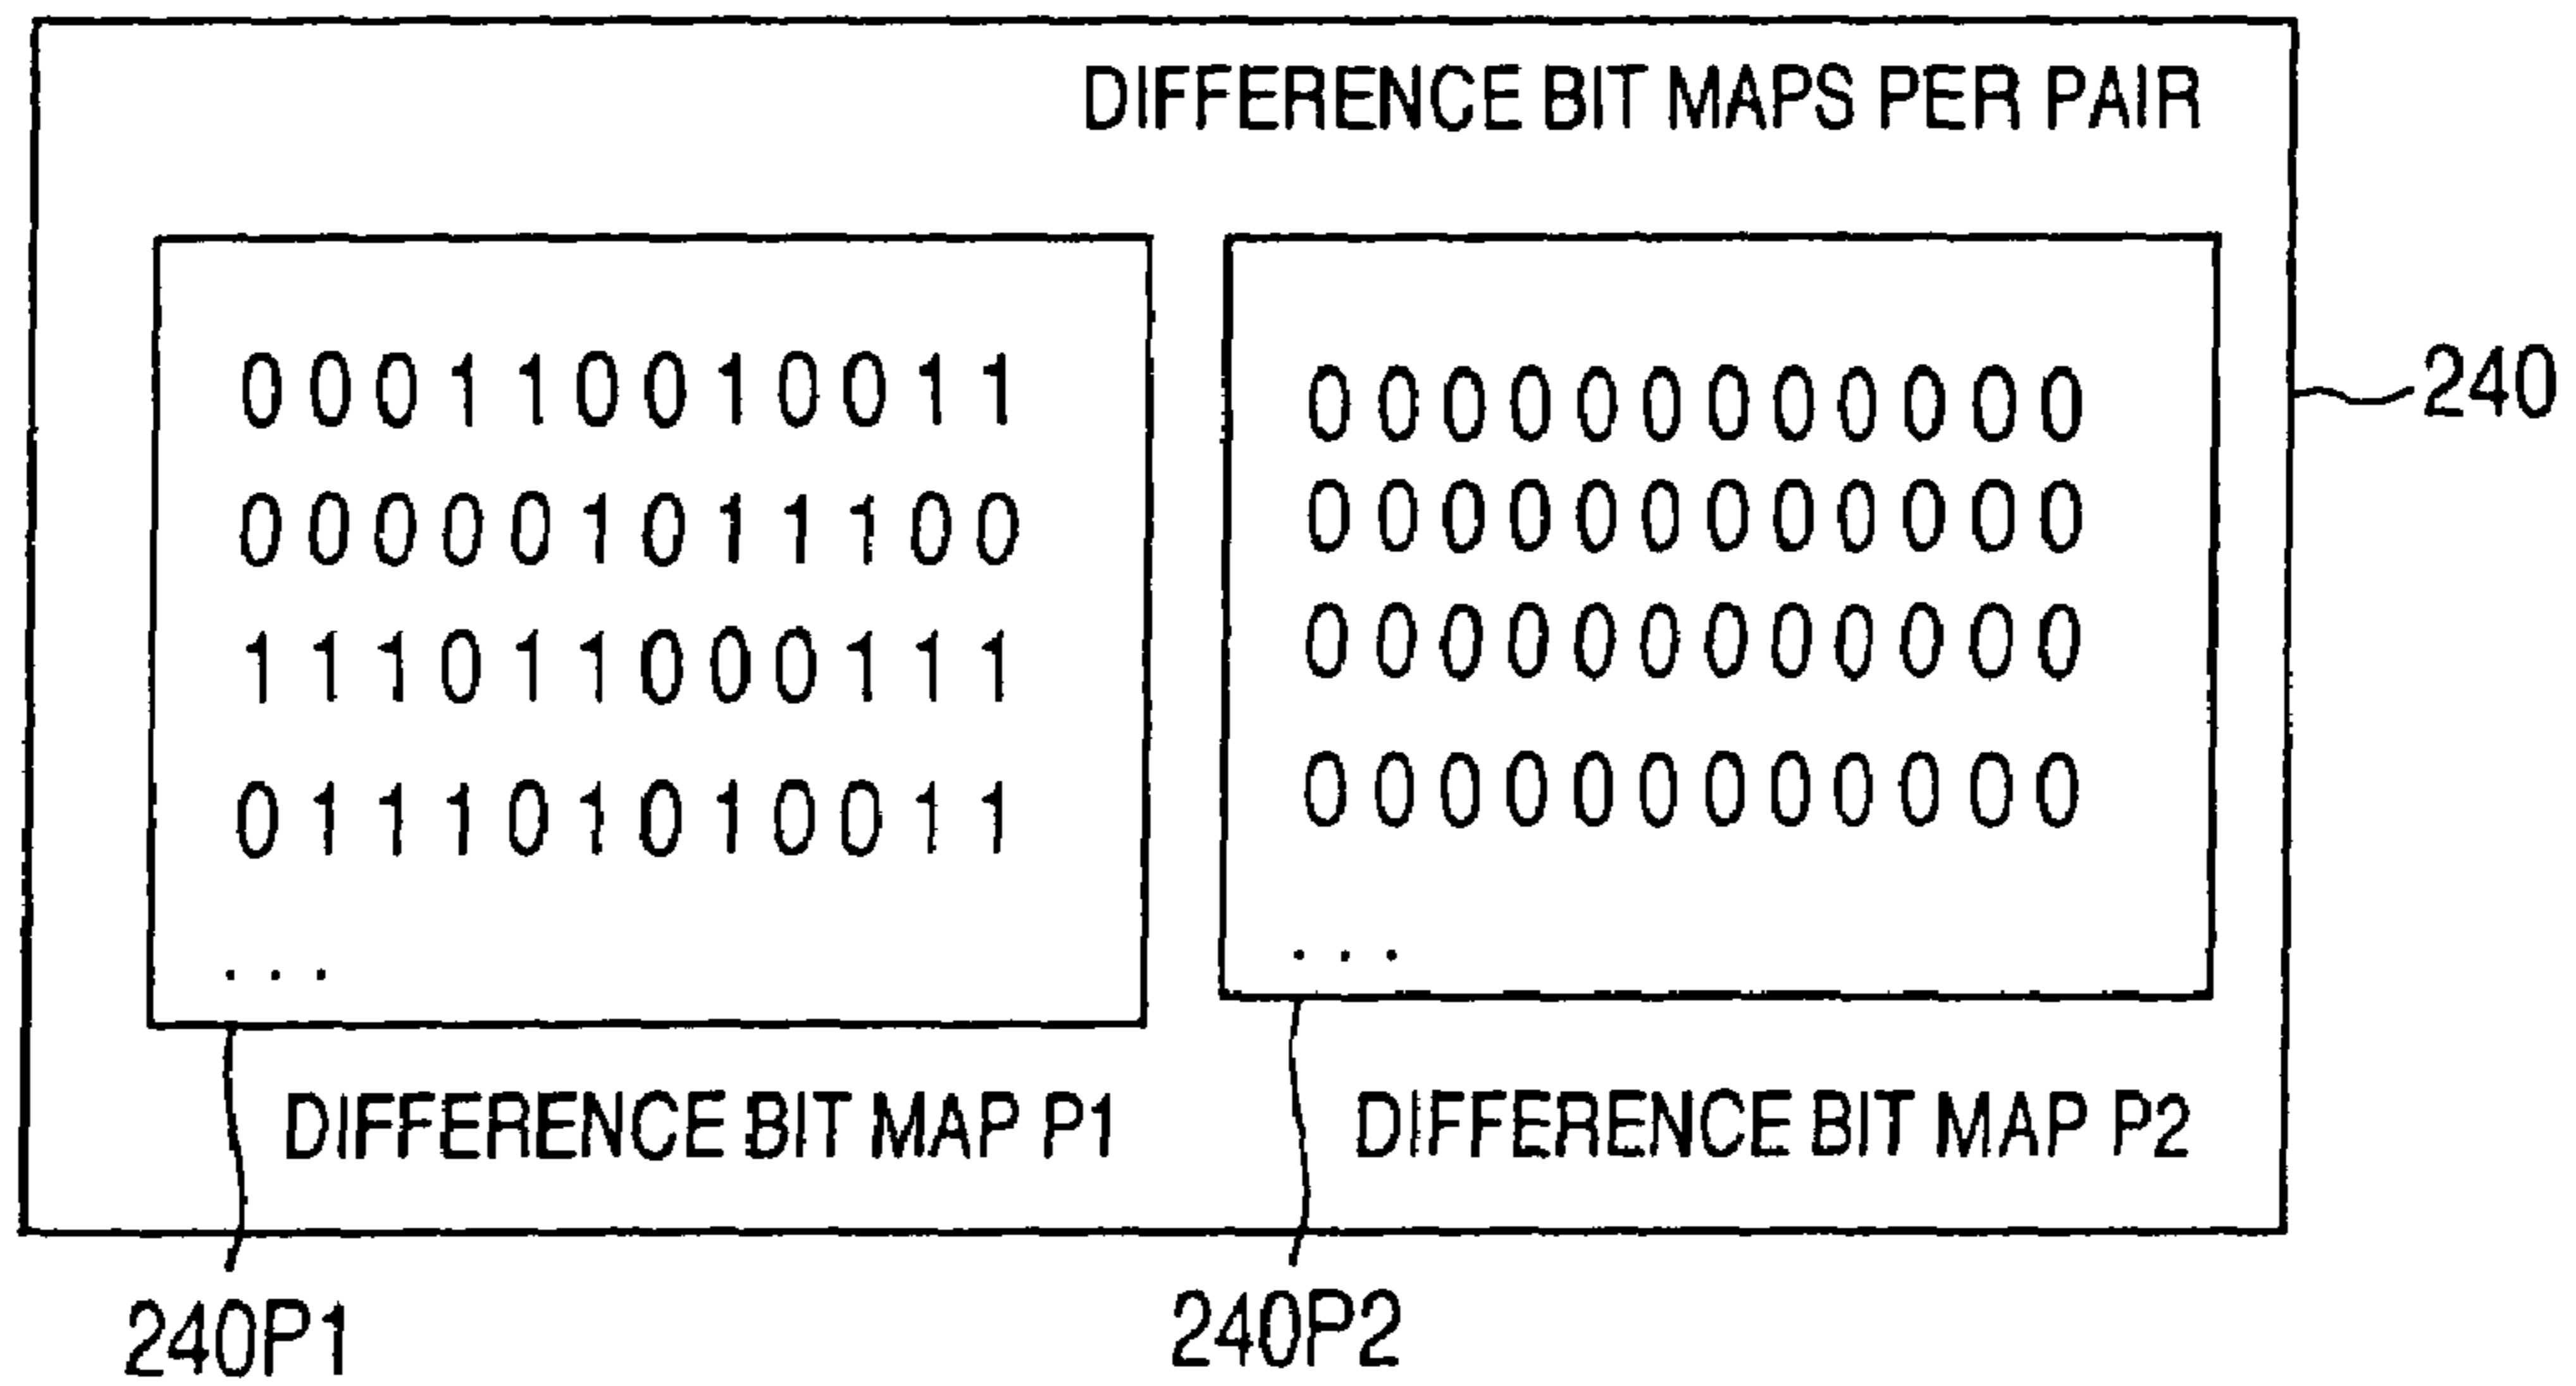 DIFFERENCE BIT MAPS PER PAIR
0 0 0 1 1 0 0 1 0 0 1 1
0 0 0 0 0 1 0 1 1 1 0 0
1 1 1 0 1 1 0 0 0 1 1 1
0 1 1 1 0 1 0 1 0 0 1 1
. . .
DIFFERENCE BIT MAP P1
240P1
0 0 0 0 0 0 0 0 0 0 0 0
0 0 0 0 0 0 0 0 0 0 0 0
0 0 0 0 0 0 0 0 0 0 0 0
0 0 0 0 0 0 0 0 0 0 0 0
. . .
DIFFERENCE BIT MAP P2
240P2
240